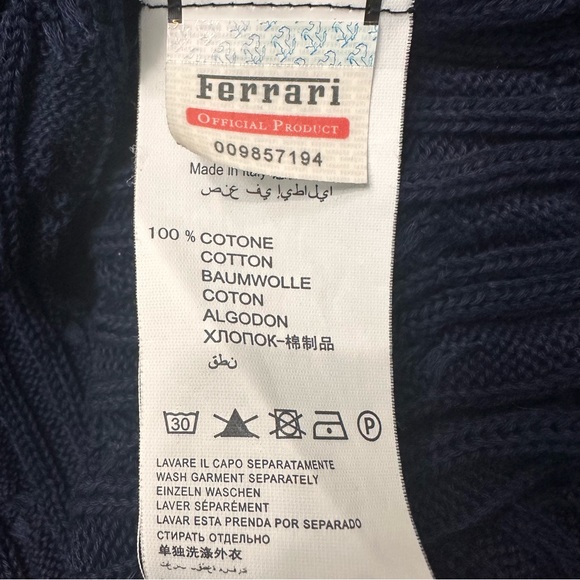 Ferrari
OFFICIAL PRODUCT
009857194
Made in Italy
صنع في إيطاليا
100 % COTONE
COTTON
BAUMWOLLE
COTON
ALGODON
ХЛОПОК-棉制品
قطن
30
P
LAVARE IL CAPO SEPARATAMENTE
WASH GARMENT SEPARATELY
EINZELN WASCHEN
LAVER SÉPARÉMENT
LAVAR ESTA PRENDA POR SEPARADO
СТИРАТЬ ОТДЕЛЬНО
单独洗涤外衣